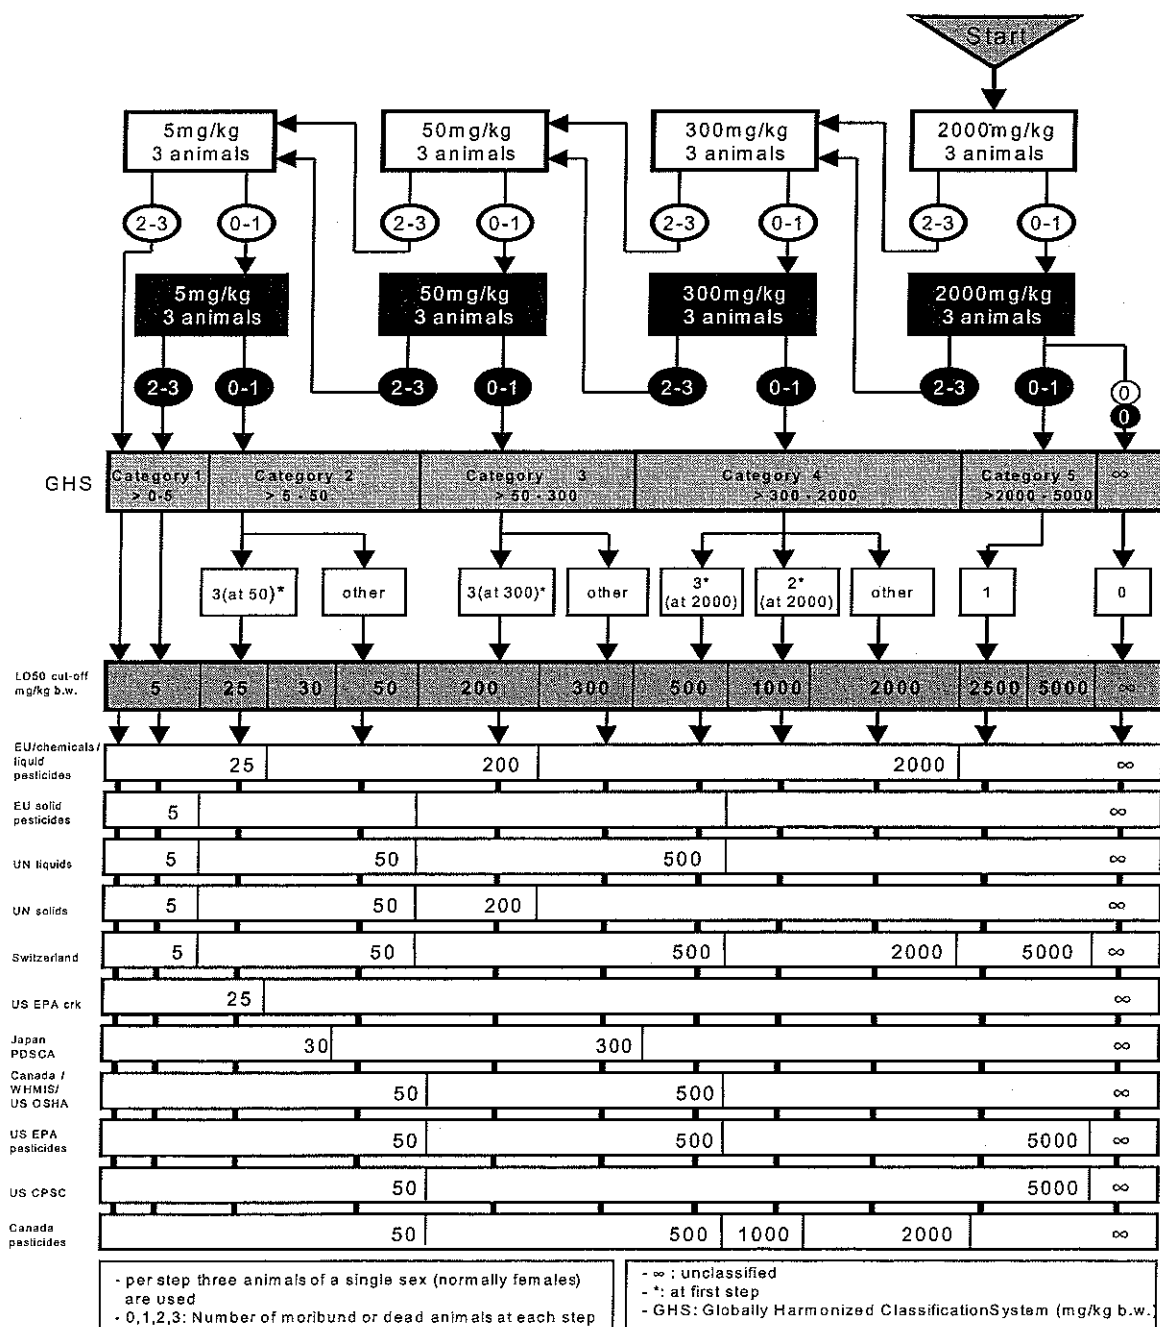 Start
5mg/kg
3 animals
50mg/kg
3 animals
300mg/kg
3 animals
2000mg/kg
3 animals
2-3
0-1
2-3
0-1
2-3
0-1
2-3
0-1
5mg/kg
3 animals
50mg/kg
3 animals
300mg/kg
3 animals
2000mg/kg
3 animals
2-3
0-1
2-3
0-1
2-3
0-1
2-3
0-1
0
0
GHS
Category 1
> 0-5
Category 2
> 5 - 50
Category 3
> 50 - 300
Category 4
> 300 - 2000
Category 5
>2000 - 5000
∞
3(at 50)*
other
3(at 300)*
other
3*
(at 2000)
2*
(at 2000)
other
1
0
LD50 cut-off
mg/kg b.w.
5 25 30 50 200 300 500 1000 2000 2500 5000 ∞
EU/chemicals/
liquid
pesticides
25 200 2000 ∞
EU solid
pesticides
5 ∞
UN liquids
5 50 500 ∞
UN solids
5 50 200 ∞
Switzerland
5 50 500 2000 5000 ∞
US EPA crk
25 ∞
Japan
PDSCA
30 300 ∞
Canada /
WHMIS/
US OSHA
50 500 ∞
US EPA
pesticides
50 500 5000 ∞
US CPSC
50 5000 ∞
Canada
pesticides
50 500 1000 2000 ∞
- per step three animals of a single sex (normally females)
are used
- 0,1,2,3: Number of moribund or dead animals at each step
- ∞ : unclassified
- *: at first step
- GHS: Globally Harmonized ClassificationSystem (mg/kg b.w.)